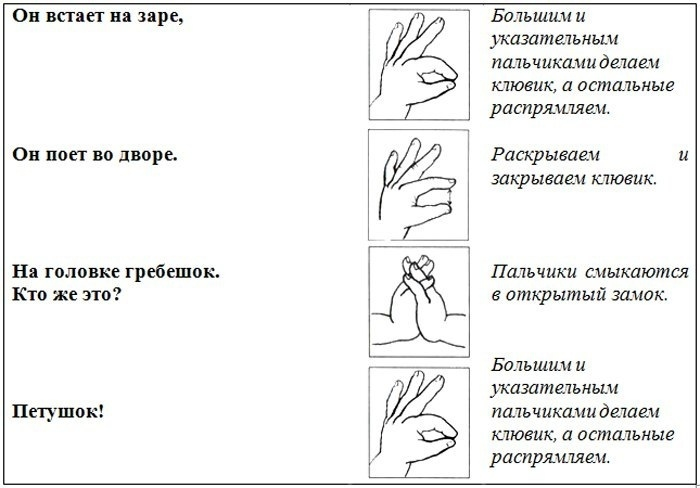 Он встает на заре,
Большим и
указательным
пальчиками делаем
клювик, а остальные
распрямляем.
Он поет во дворе.
Раскрываем и
закрываем клювик.
На головке гребешок.
Кто же это?
Пальчики смыкаются
в открытый замок.
Петушок!
Большим и
указательным
пальчиками делаем
клювик, а остальные
распрямляем.